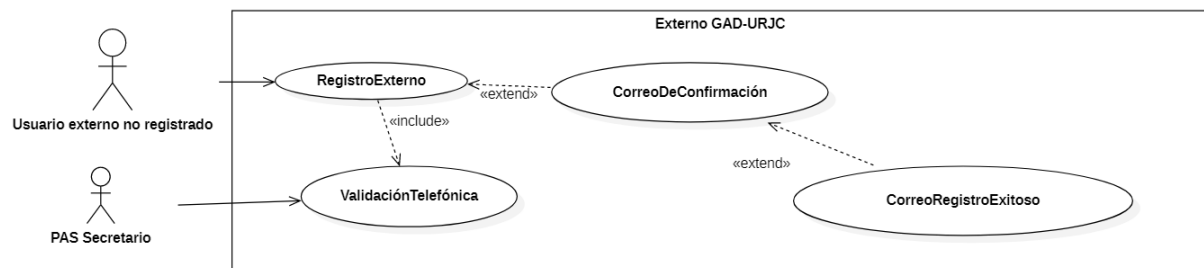 Externo GAD-URJC
RegistroExterno
CorreoDeConfirmación
«extend»
Usuario externo no registrado
«include»
«extend»
ValidaciónTelefónica
CorreoRegistroExitoso
PAS Secretario